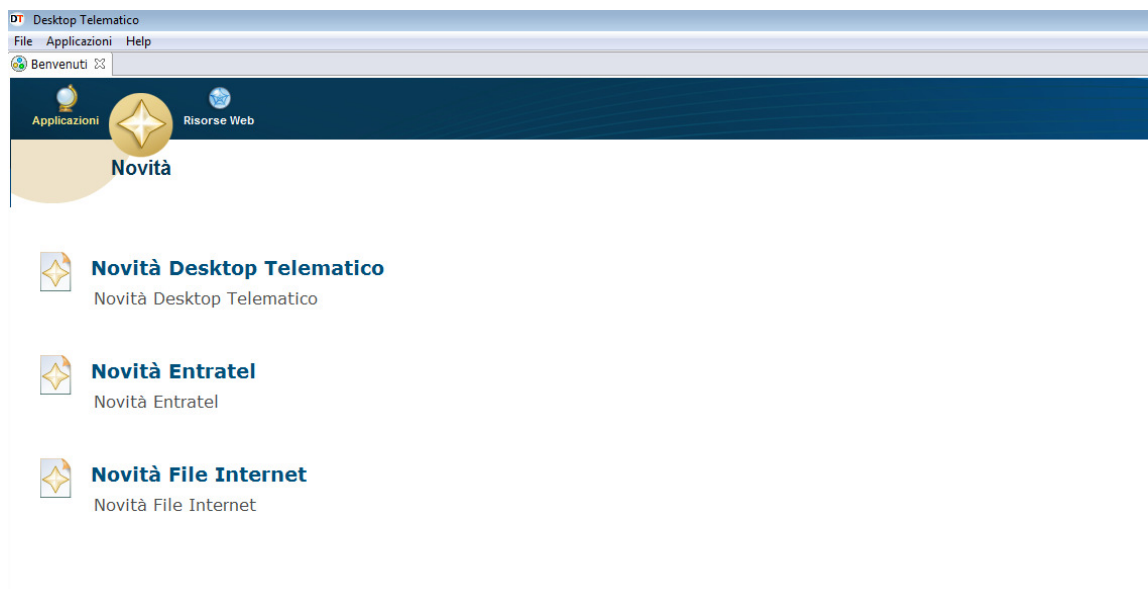 DT Desktop Telematico
File Applicazioni Help
Benvenuti
Applicazioni
Risorse Web
Novità
Novità Desktop Telematico
Novità Desktop Telematico
Novità Entratel
Novità Entratel
Novità File Internet
Novità File Internet